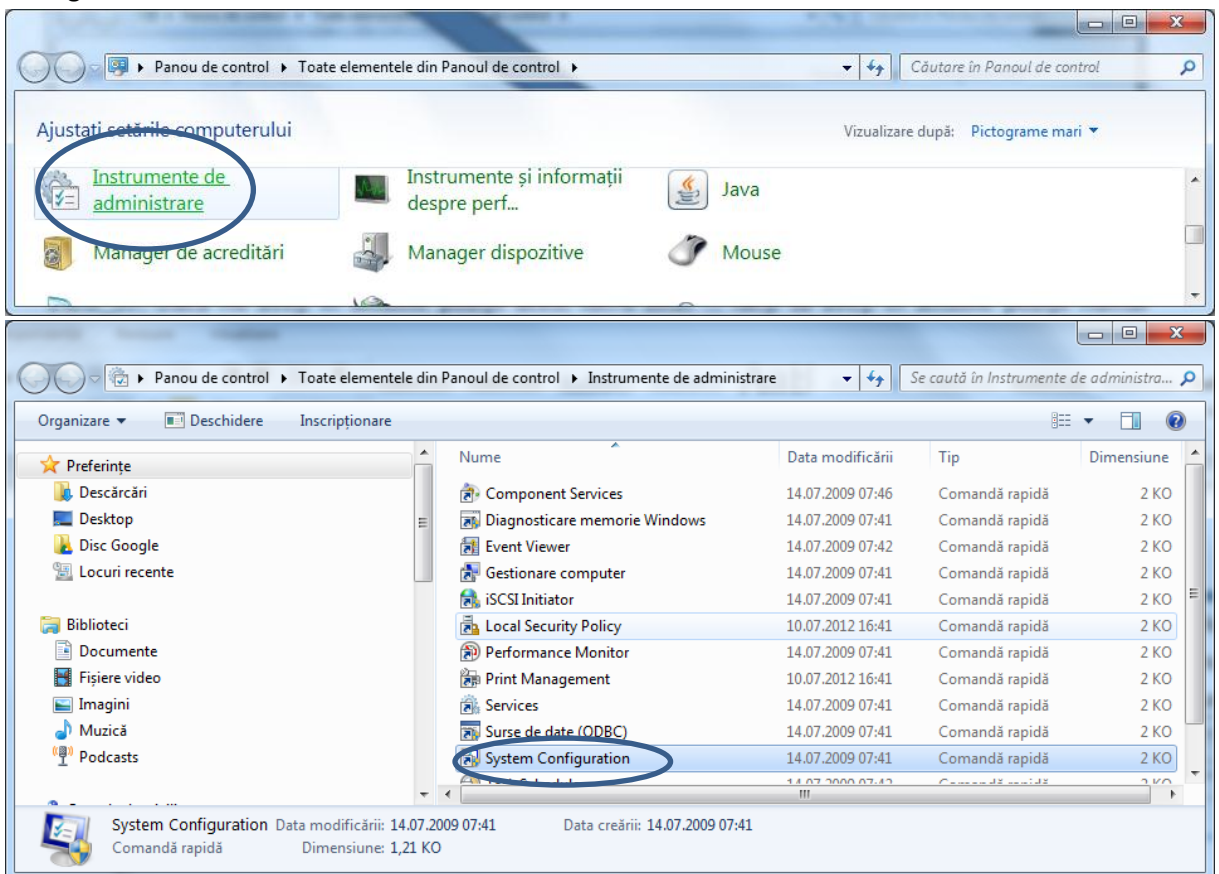 Panou de control ▸ Toate elementele din Panoul de control ▸
Căutare în Panoul de control
Ajustați setările computerului
Vizualizare după: Pictograme mari
Instrumente de
administrare
Instrumente și informații
despre perf...
Java
Manager de acreditări
Manager dispozitive
Mouse
Panou de control ▸ Toate elementele din Panoul de control ▸ Instrumente de administrare
Se caută în Instrumente de administra...
Organizare
Deschidere
Inscripționare
Preferințe
Descărcări
Desktop
Disc Google
Locuri recente
Biblioteci
Documente
Fișiere video
Imagini
Muzică
Podcasts
Nume Data modificării Tip Dimensiune
Component Services 14.07.2009 07:46 Comandă rapidă 2 KO
Diagnosticare memorie Windows 14.07.2009 07:41 Comandă rapidă 2 KO
Event Viewer 14.07.2009 07:42 Comandă rapidă 2 KO
Gestionare computer 14.07.2009 07:41 Comandă rapidă 2 KO
iSCSI Initiator 14.07.2009 07:41 Comandă rapidă 2 KO
Local Security Policy 10.07.2012 16:41 Comandă rapidă 2 KO
Performance Monitor 14.07.2009 07:41 Comandă rapidă 2 KO
Print Management 10.07.2012 16:41 Comandă rapidă 2 KO
Services 14.07.2009 07:41 Comandă rapidă 2 KO
Surse de date (ODBC) 14.07.2009 07:41 Comandă rapidă 2 KO
System Configuration 14.07.2009 07:41 Comandă rapidă 2 KO
System Configuration Data modificării: 14.07.2009 07:41 Data creării: 14.07.2009 07:41
Comandă rapidă Dimensiune: 1,21 KO